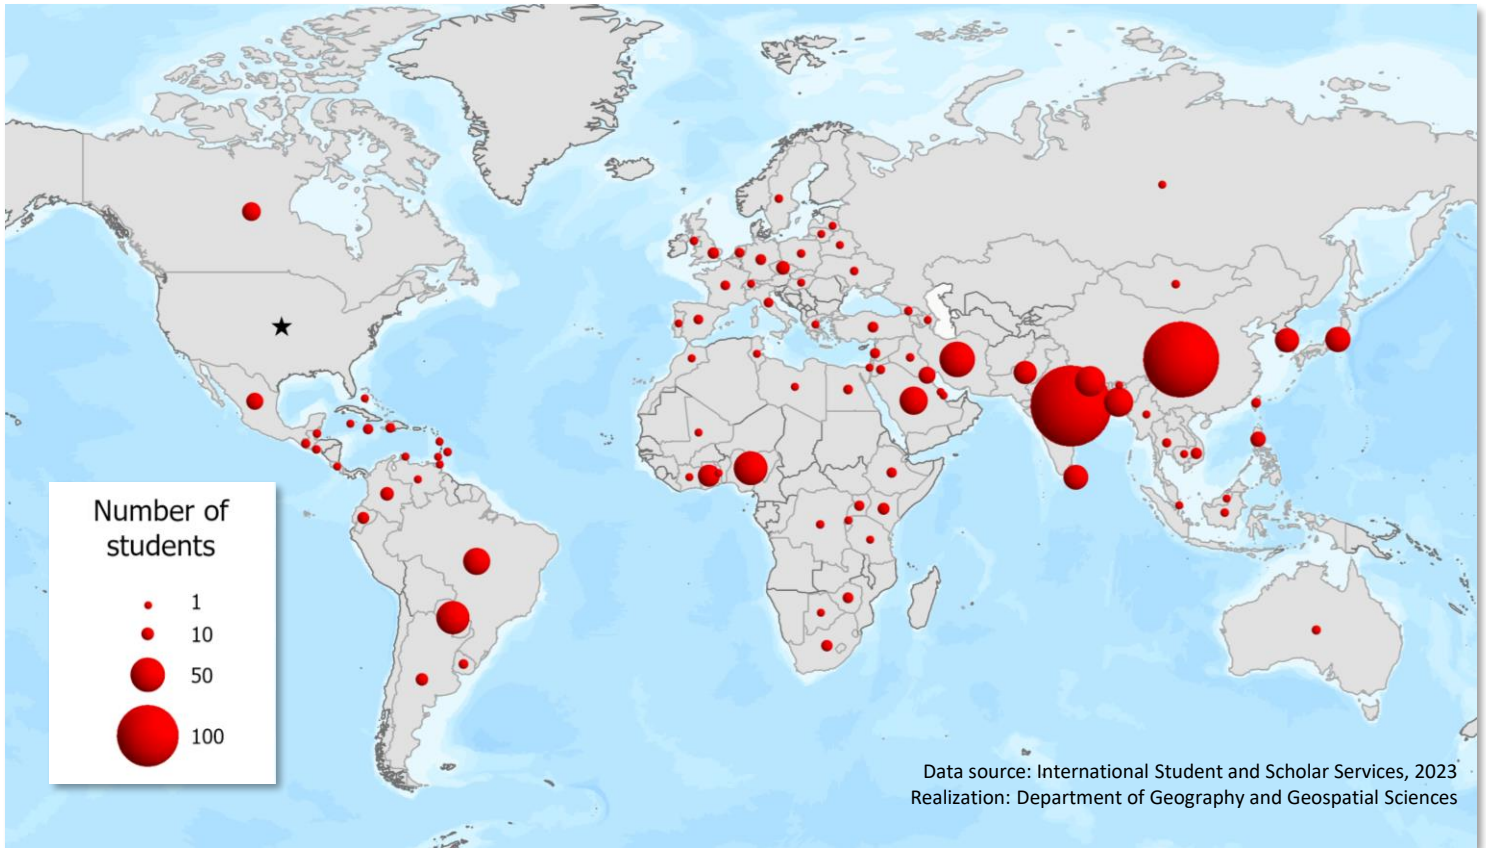 Number of
students
1
10
50
100
Data source: International Student and Scholar Services, 2023
Realization: Department of Geography and Geospatial Sciences